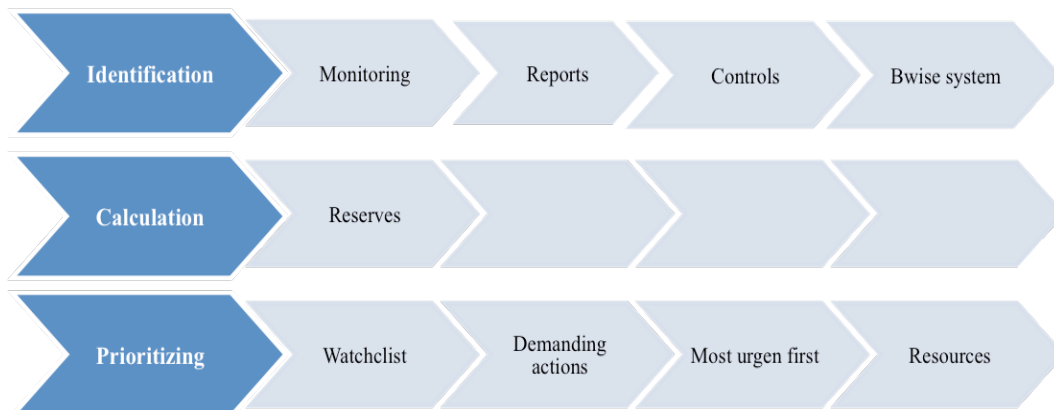 Identification
Monitoring
Reports
Controls
Bwise system
Calculation
Reserves
Prioritizing
Watchclist
Demanding
actions
Most urgen first
Resources